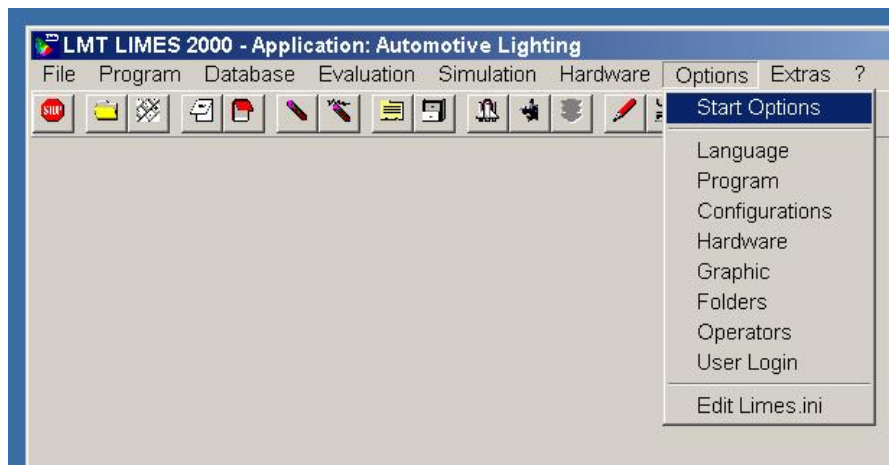 LMT LIMES 2000 - Application: Automotive Lighting
File Program Database Evaluation Simulation Hardware Options Extras ?
STOP
Start Options
Language
Program
Configurations
Hardware
Graphic
Folders
Operators
User Login
Edit Limes.ini